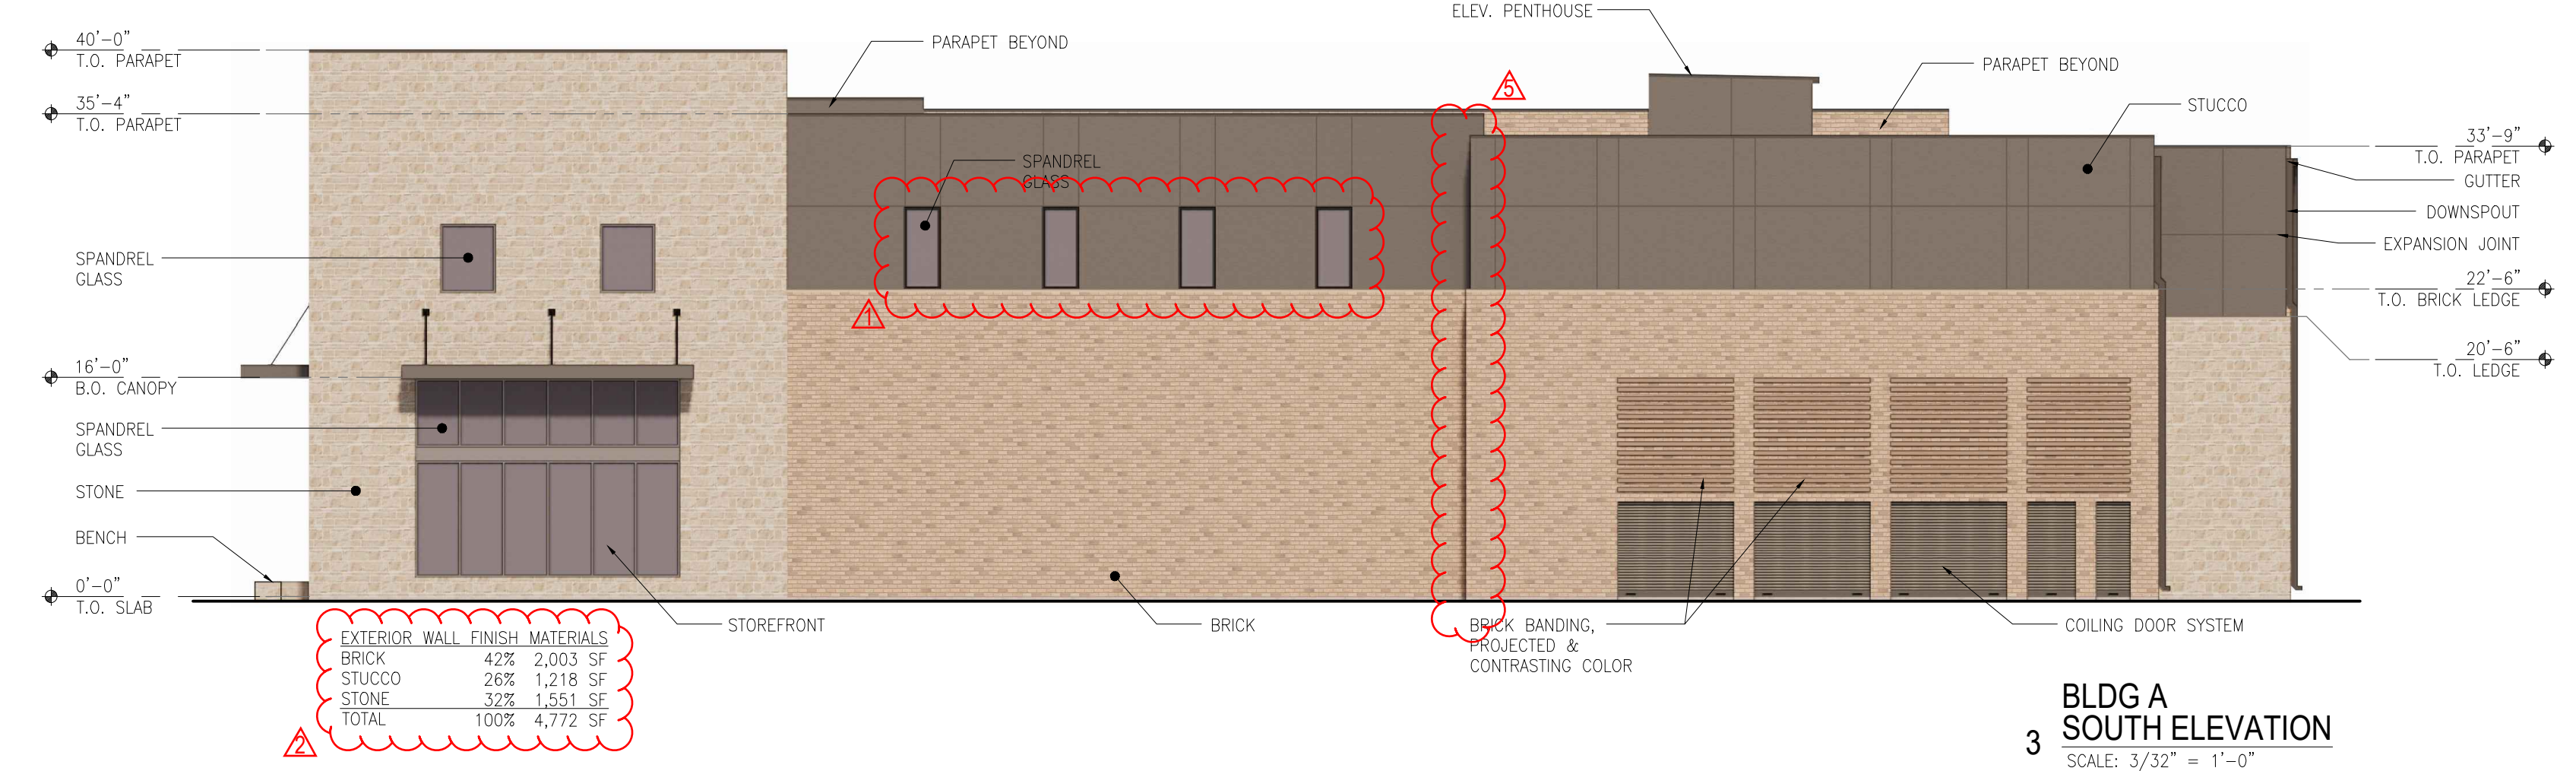 ELEV. PENTHOUSE
40'-0"
T.O. PARAPET
PARAPET BEYOND
PARAPET BEYOND
5
35'-4"
T.O. PARAPET
STUCCO
33'-9"
T.O. PARAPET
SPANDREL
GLASS
GUTTER
DOWNSPOUT
EXPANSION JOINT
SPANDREL
GLASS
22'-6"
T.O. BRICK LEDGE
1
20'-6"
T.O. LEDGE
16'-0"
B.O. CANOPY
SPANDREL
GLASS
STONE
BENCH
0'-0"
T.O. SLAB
STOREFRONT
BRICK
BRICK BANDING,
PROJECTED &
CONTRASTING COLOR
COILING DOOR SYSTEM
EXTERIOR WALL FINISH MATERIALS
BRICK 42% 2,003 SF
STUCCO 26% 1,218 SF
STONE 32% 1,551 SF
TOTAL 100% 4,772 SF
2
3
BLDG A
SOUTH ELEVATION
SCALE: 3/32" = 1'-0"